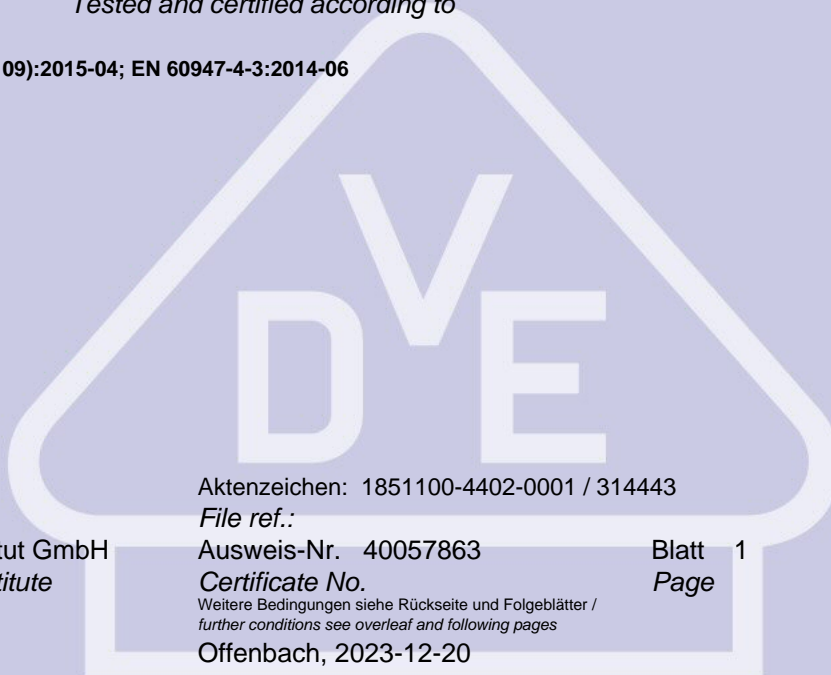 Tested and certified according to
09):2015-04; EN 60947-4-3:2014-06
VDE
Aktenzeichen: 1851100-4402-0001 / 314443
File ref.:
tut GmbH Ausweis-Nr. 40057863 Blatt 1
titute Certificate No. Page
Weitere Bedingungen siehe Rückseite und Folgeblätter /
further conditions see overleaf and following pages
Offenbach, 2023-12-20